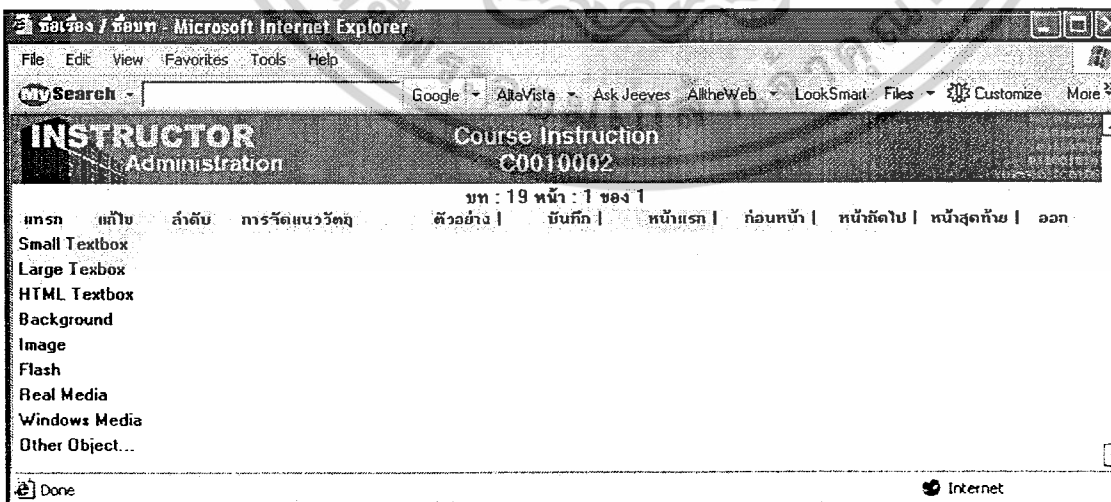 ชื่อเรื่อง / ชื่อบท - Microsoft Internet Explorer
File Edit View Favorites Tools Help
My Search Google AltaVista Ask Jeeves AlltheWeb LookSmart Files Customize More
INSTRUCTOR Course Instruction
Administration C0010002
บท : 19 หน้า : 1 ของ 1
แทรก แก้ไข ลำดับ การจัดแนววัตถุ ตัวอย่าง | บันทึก | หน้าแรก | ก่อนหน้า | หน้าถัดไป | หน้าสุดท้าย | ออก
Small Textbox
Large Texbox
HTML Textbox
Background
Image
Flash
Real Media
Windows Media
Other Object...
Done Internet